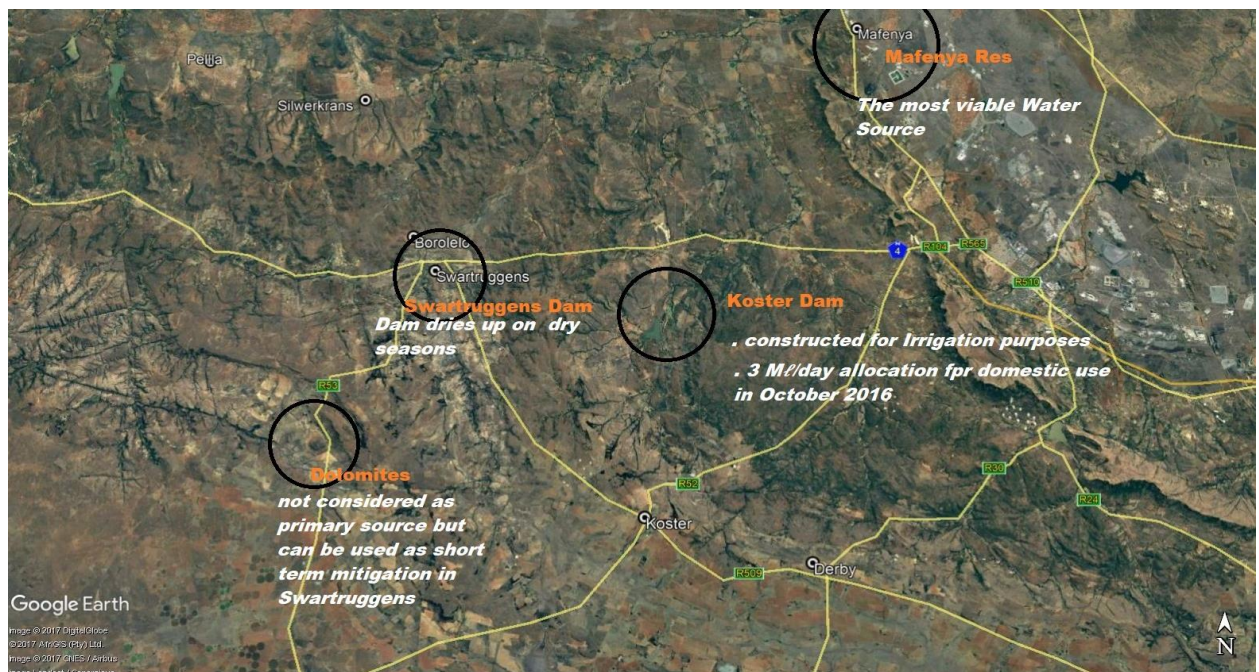 Mafenya
Mafenya Res
Pella
The most viable Water
Source
Silwerkrans
Borolelo
N
4
R104
R565
Swartruggens
R510
Swartruggens Dam
Koster Dam
Dam dries up on dry
seasons
. constructed for Irrigation purposes
. 3 Mℓ/day allocation fpr domestic use
in October 2016
R53
Dolomites
R30
R52
R24
not considered as
primary source but
can be used as short
term mitigation in
Swartruggens
Koster
R509
Derby
Google Earth
Image © 2017 DigitalGlobe
© 2017 AfriGIS (Pty) Ltd.
Image © 2017 CNES / Airbus
Image Landsat / Copernicus
N